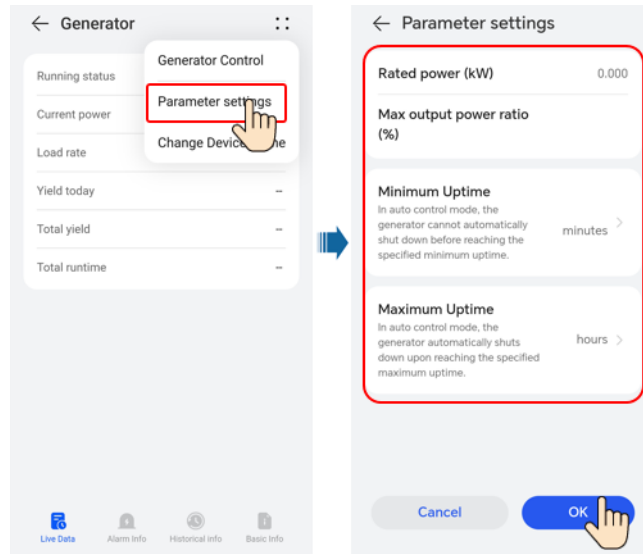 Generator
Generator Control
Parameter settings
Change Device
Running status
Current power
Load rate
Yield today --
Total yield --
Total runtime --
Live Data Alarm Info Historical info Basic Info
Parameter settings
Rated power (kW) 0.000
Max output power ratio
(%)
Minimum Uptime
In auto control mode, the
generator cannot automatically
shut down before reaching the
specified minimum uptime.
minutes
Maximum Uptime
In auto control mode, the
generator automatically shuts
down upon reaching the specified
maximum uptime.
hours
Cancel OK